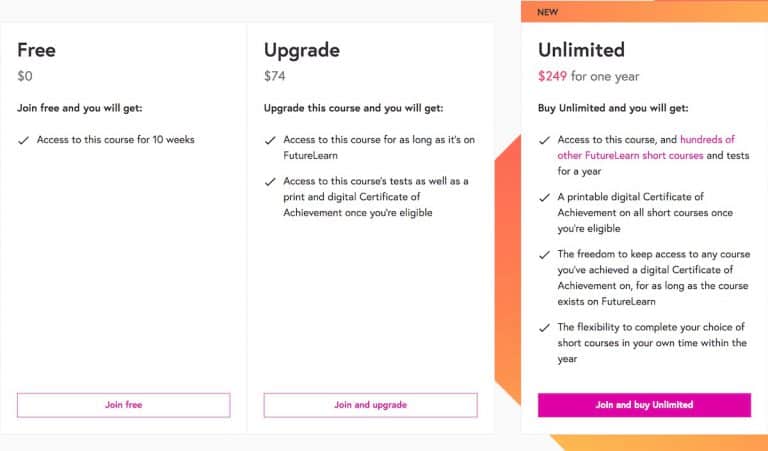 Free
$0
Join free and you will get:
Access to this course for 10 weeks
Join free
Upgrade
$74
Upgrade this course and you will get:
Access to this course for as long as it's on
FutureLearn
Access to this course's tests as well as a
print and digital Certificate of
Achievement once you're eligible
Join and upgrade
NEW
Unlimited
$249 for one year
Buy Unlimited and you will get:
Access to this course, and hundreds of
other FutureLearn short courses and tests
for a year
A printable digital Certificate of
Achievement on all short courses once
you're eligible
The freedom to keep access to any course
you've achieved a digital Certificate of
Achievement on, for as long as the course
exists on FutureLearn
The flexibility to complete your choice of
short courses in your own time within the
year
Join and buy Unlimited